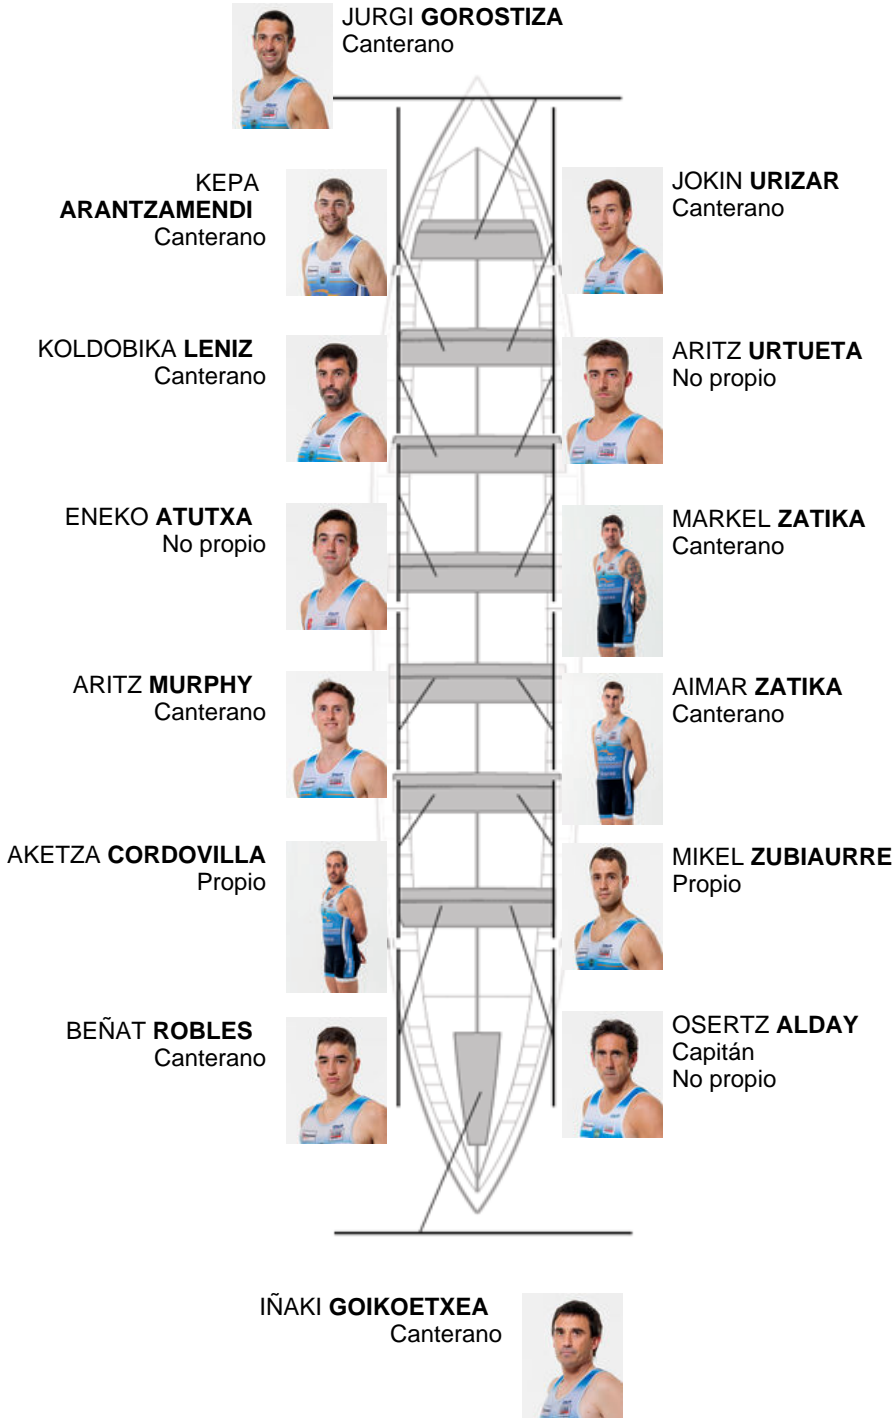 JURGI GOROSTIZA
Canterano
KEPA
ARANTZAMENDI
Canterano
JOKIN URIZAR
Canterano
KOLDOBIKA LENIZ
Canterano
ARITZ URTUETA
No propio
ENEKO ATUTXA
No propio
MARKEL ZATIKA
Canterano
ARITZ MURPHY
Canterano
AIMAR ZATIKA
Canterano
AKETZA CORDOVILLA
Propio
MIKEL ZUBIAURRE
Propio
BEÑAT ROBLES
Canterano
OSERTZ ALDAY
Capitán
No propio
IÑAKI GOIKOETXEA
Canterano